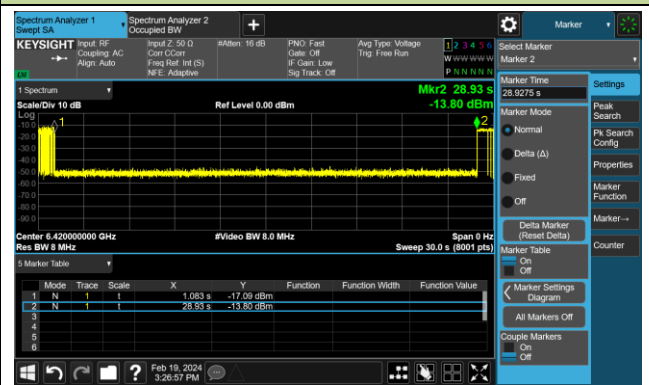 Spectrum Analyzer 1
Swept SA
Spectrum Analyzer 2
Occupied BW
Marker
KEYSIGHT
Input: RF
Coupling: AC
Align: Auto
Input Z: 50 Ω
Corr CCorr
Freq Ref: Int (S)
NFE: Adaptive
#Atten: 16 dB
PNO: Fast
Gate: Off
IF Gain: Low
Sig Track: Off
Avg Type: Voltage
Trig: Free Run
1 2 3 4 5 6
W W W W W W
P N N N N N
Select Marker
Marker 2
1 Spectrum
Mkr2 28.93 s
-13.80 dBm
Scale/Div 10 dB
Ref Level 0.00 dBm
Log
-10.0
-20.0
-30.0
-40.0
-50.0
-60.0
-70.0
-80.0
-90.0
1
2
Center 6.420000000 GHz
Res BW 8 MHz
#Video BW 8.0 MHz
Span 0 Hz
Sweep 30.0 s (8001 pts)
5 Marker Table
Mode Trace Scale X Y Function Function Width Function Value
1 N 1 t 1.083 s -17.09 dBm
2 N 1 t 28.93 s -13.80 dBm
3
4
5
6
Marker Time
28.9275 s
Marker Mode
Normal
Delta (Δ)
Fixed
Off
Delta Marker
(Reset Delta)
Marker Table
On
Off
Marker Settings
Diagram
All Markers Off
Couple Markers
On
Off
Settings
Peak
Search
Pk Search
Config
Properties
Marker
Function
Marker→
Counter
Feb 19, 2024
3:26:57 PM